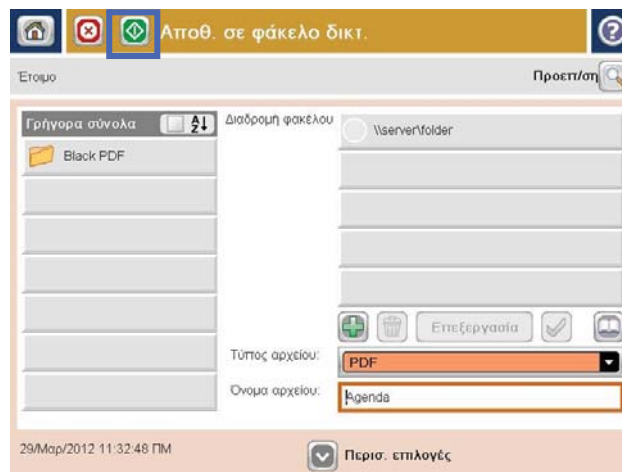 Αποθ. σε φάκελο δικτ.
Έτοιμο
Προεπ/ση
Γρήγορα σύνολα
Διαδρομή φακέλου
\\server\folder
Black PDF
Επεξεργασία
Τύπος αρχείου:
PDF
Όνομα αρχείου:
Agenda
29/Μαρ/2012 11:32:48 ΠΜ
Περισ. επιλογές